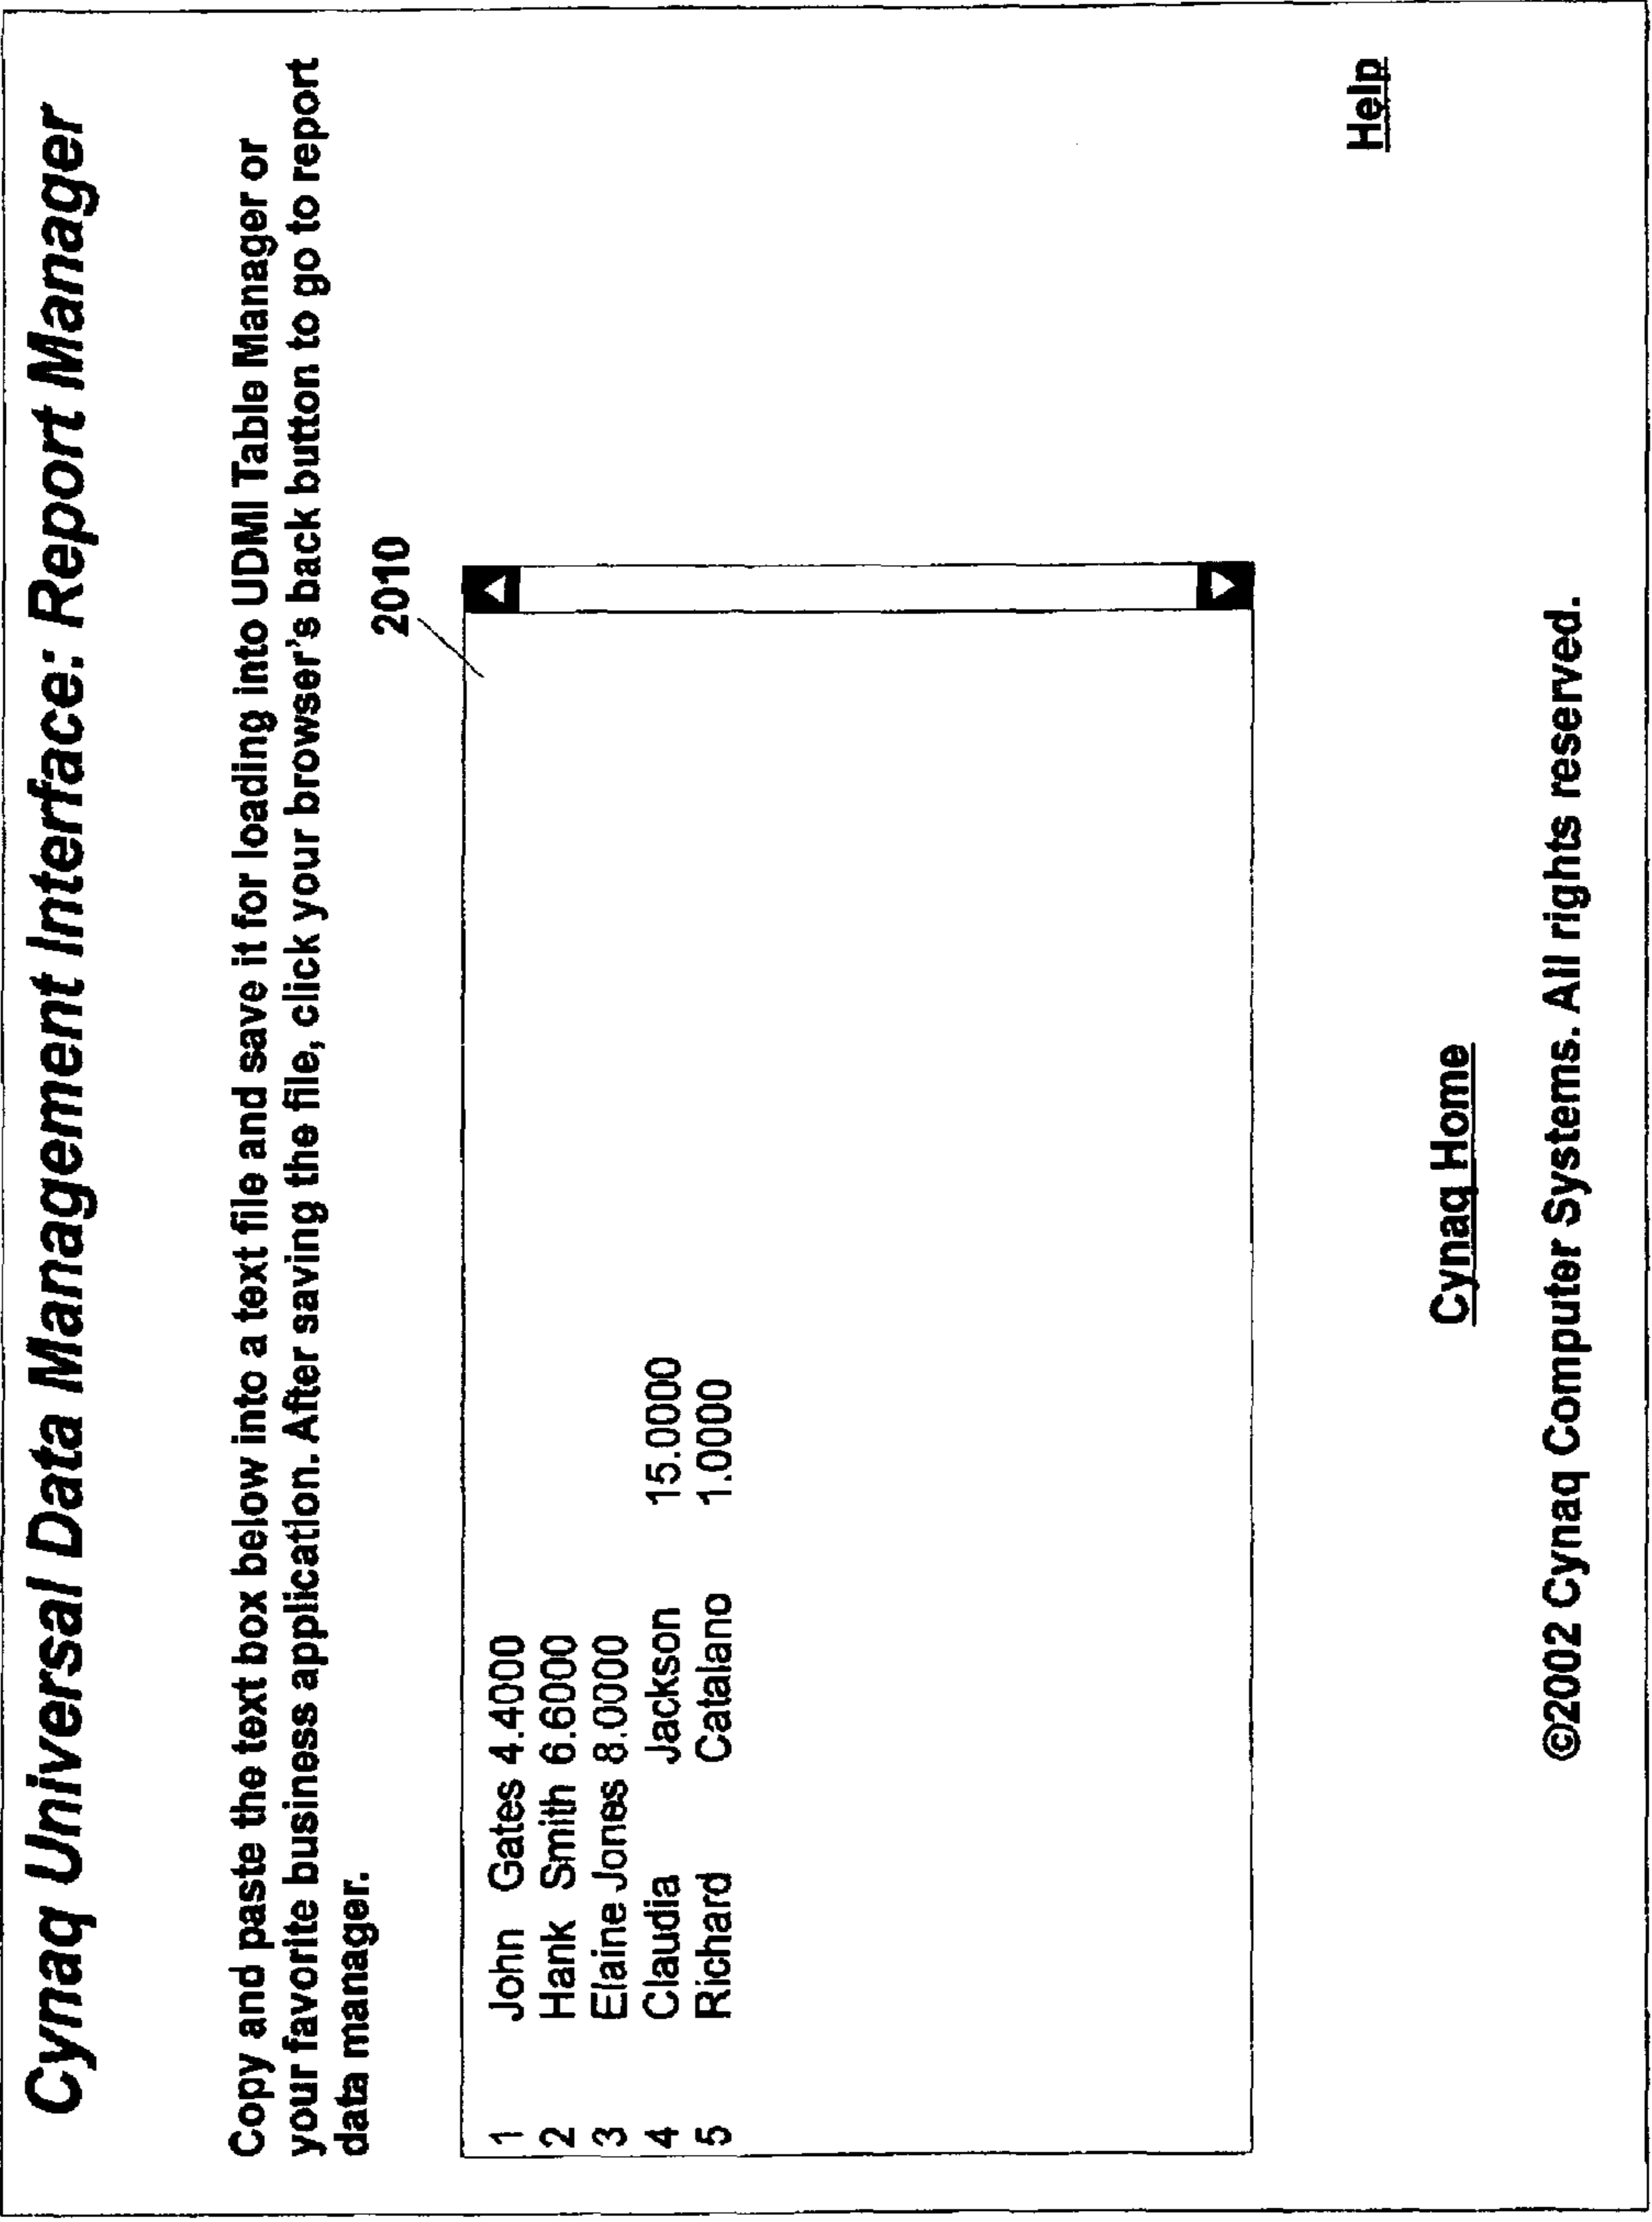 Cynaq Universal Data Management Interface: Report Manager
Copy and paste the text box below into a text file and save it for loading into UDMI Table Manager or
your favorite business application. After saving the file, click your browser's back button to go to report
data manager.
2010
1 John Gates 4.4000
2 Hank Smith 6.6000
3 Elaine Jones 8.0000
4 Claudia Jackson 15.0000
5 Richard Catalano 1.0000
Help
Cynaq Home
©2002 Cynaq Computer Systems. All rights reserved.